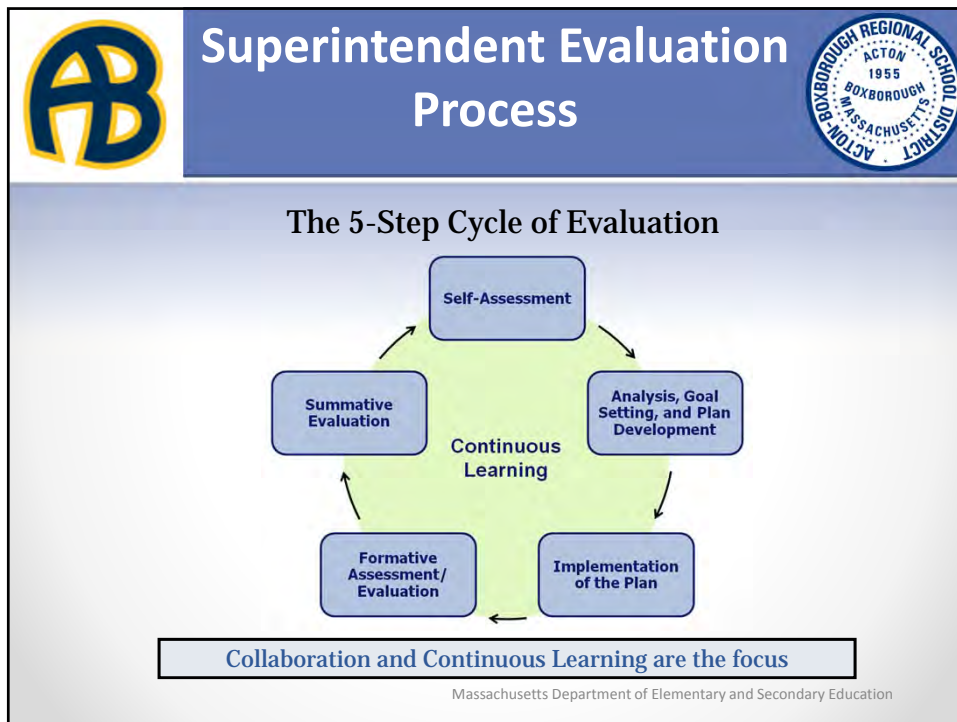 AB
Superintendent Evaluation
Process
ACTON-BOXBOROUGH REGIONAL SCHOOL DISTRICT
ACTON
1955
BOXBOROUGH
MASSACHUSETTS
The 5-Step Cycle of Evaluation
Self-Assessment
Analysis, Goal
Setting, and Plan
Development
Summative
Evaluation
Continuous
Learning
Formative
Assessment/
Evaluation
Implementation
of the Plan
Collaboration and Continuous Learning are the focus
Massachusetts Department of Elementary and Secondary Education